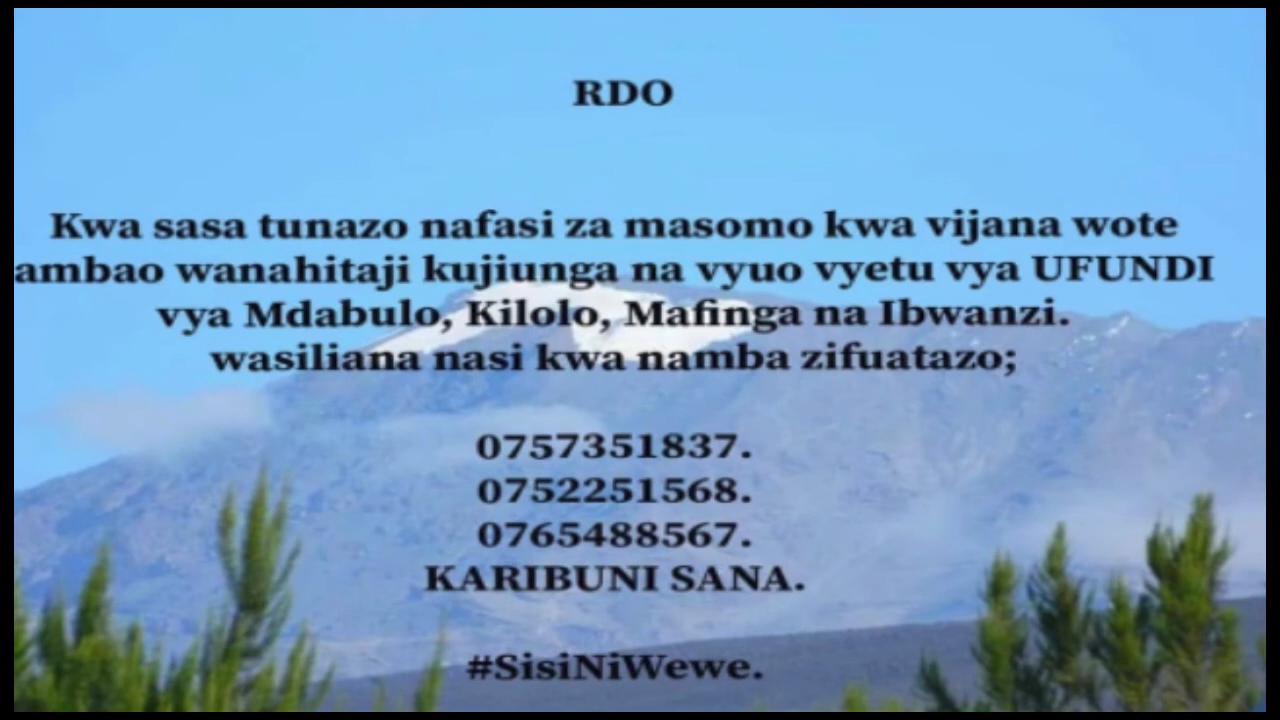 RDO
Kwa sasa tunazo nafasi za masomo kwa vijana wote
ambao wanahitaji kujiunga na vyuo vyetu vya UFUNDI
vya Mdabulo, Kilolo, Mafinga na Ibwanzi.
wasiliana nasi kwa namba zifuatazo;
0757351837.
0752251568.
0765488567.
KARIBUNI SANA.
#SisiNiWewe.